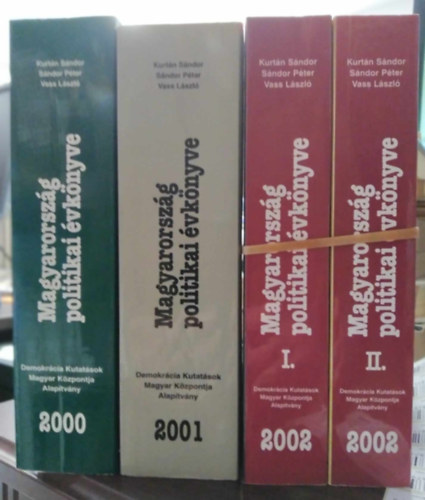 Kurtán Sándor
Sándor Péter
Vass László
Magyarország
politikai évkönyve
Demokrácia Kutatások
Magyar Központja
Alapítvány
2000
Kurtán Sándor
Sándor Péter
Vass László
Magyarország
politikai évkönyve
Demokrácia Kutatások
Magyar Központja
Alapítvány
2001
Kurtán Sándor
Sándor Péter
Vass László
Magyarország
politikai évkönyve
I.
Demokrácia Kutatások
Magyar Központja
Alapítvány
2002
Kurtán Sándor
Sándor Péter
Vass László
Magyarország
politikai évkönyve
II.
Demokrácia Kutatások
Magyar Központja
Alapítvány
2002